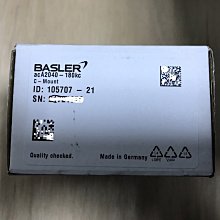 BASLER
acA2040-180kc
C-Mount
ID: 105707-21
SN:
Quality checked.
Made in Germany